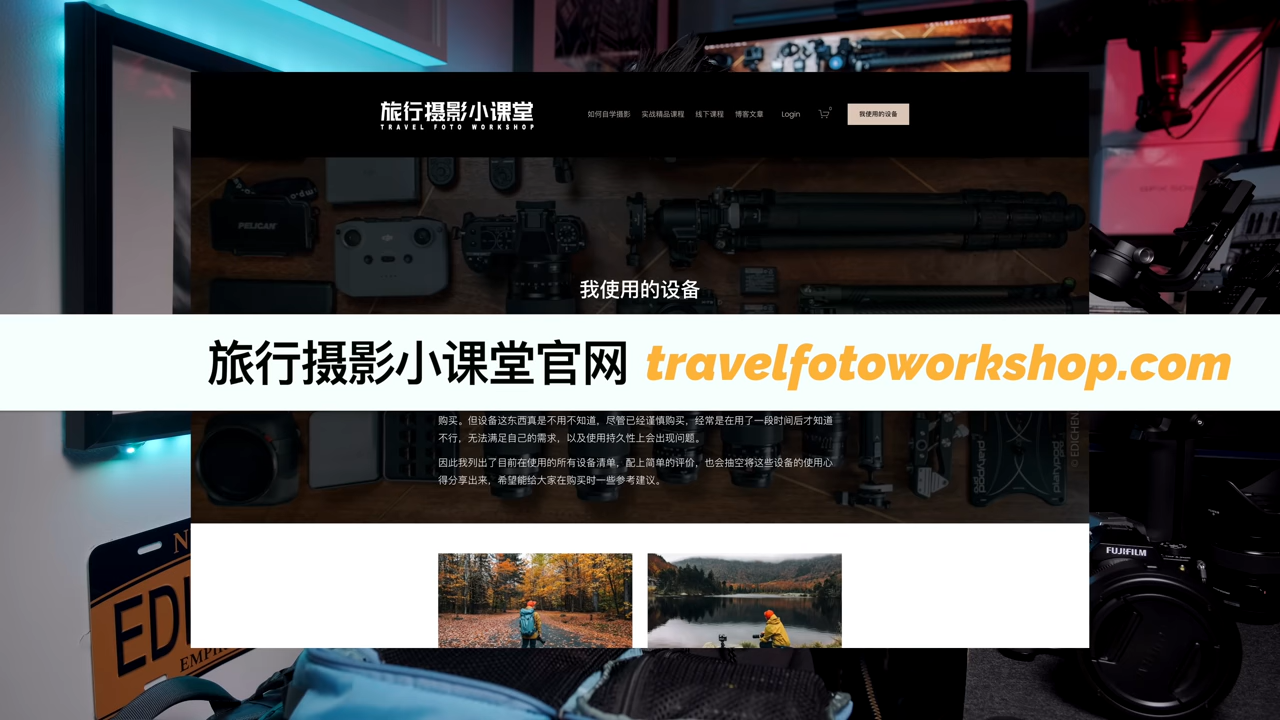 旅行摄影小课堂
TRAVEL FOTO WORKSHOP
如何自学摄影 实战精品课程 线下课程 博客文章 Login 0 我使用的设备
PELICAN
dji
我使用的设备
旅行摄影小课堂官网 travelfotoworkshop.com
购买。但设备这东西真是不用不知道，尽管已经谨慎购买，经常是在用了一段时间后才知道
不行，无法满足自己的需求，以及使用持久性上会出现问题。
因此我列出了目前在使用的所有设备清单，配上简单的评价，也会抽空将这些设备的使用心
得分享出来，希望能给大家在购买时一些参考建议。
platypod
© EDICHEN
FUJIFILM
N
EDI
EMPI